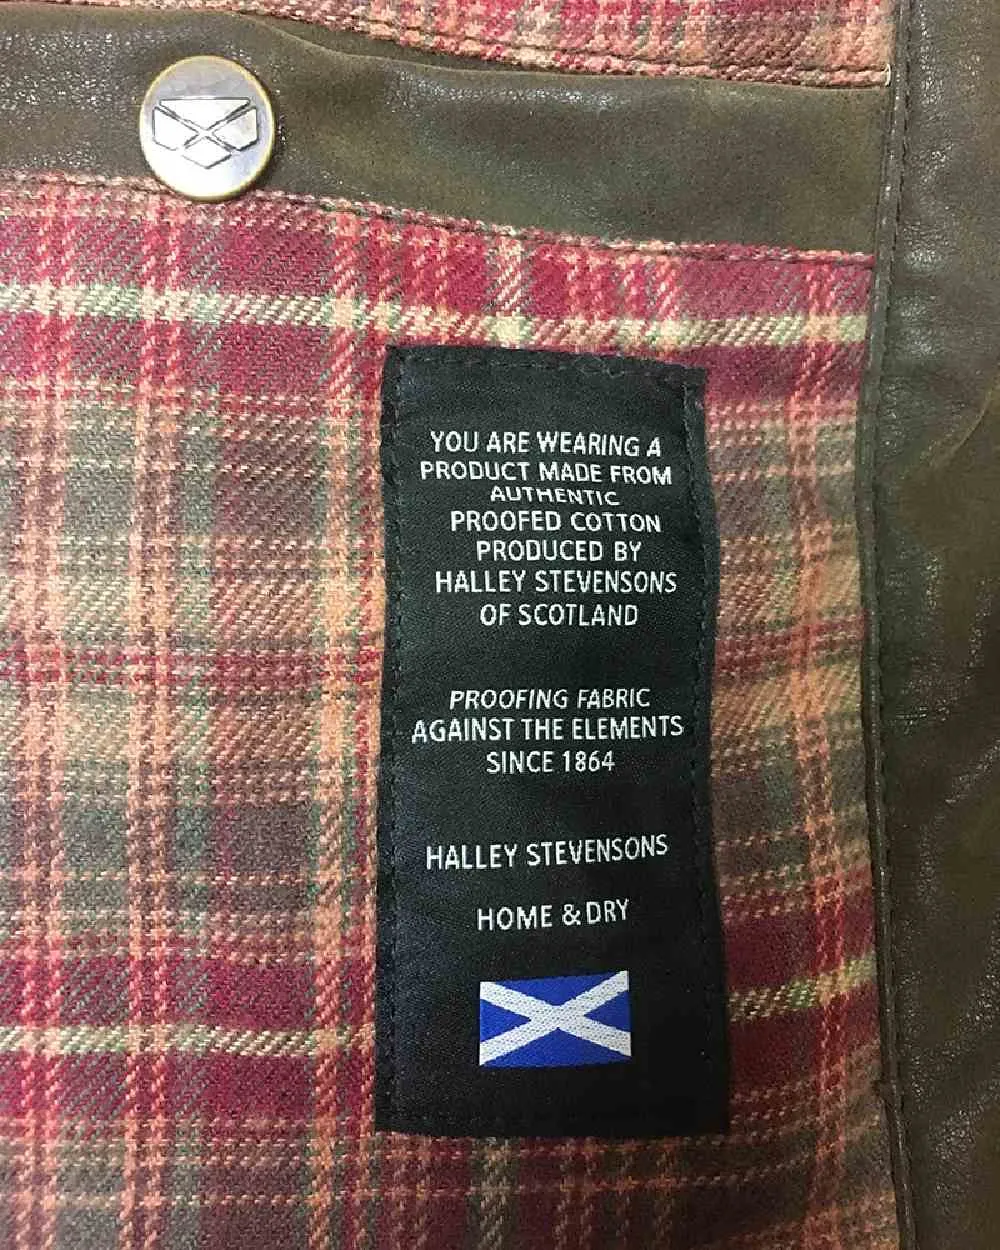 YOU ARE WEARING A
PRODUCT MADE FROM
AUTHENTIC
PROOFED COTTON
PRODUCED BY
HALLEY STEVENSONS
OF SCOTLAND
PROOFING FABRIC
AGAINST THE ELEMENTS
SINCE 1864
HALLEY STEVENSONS
HOME & DRY